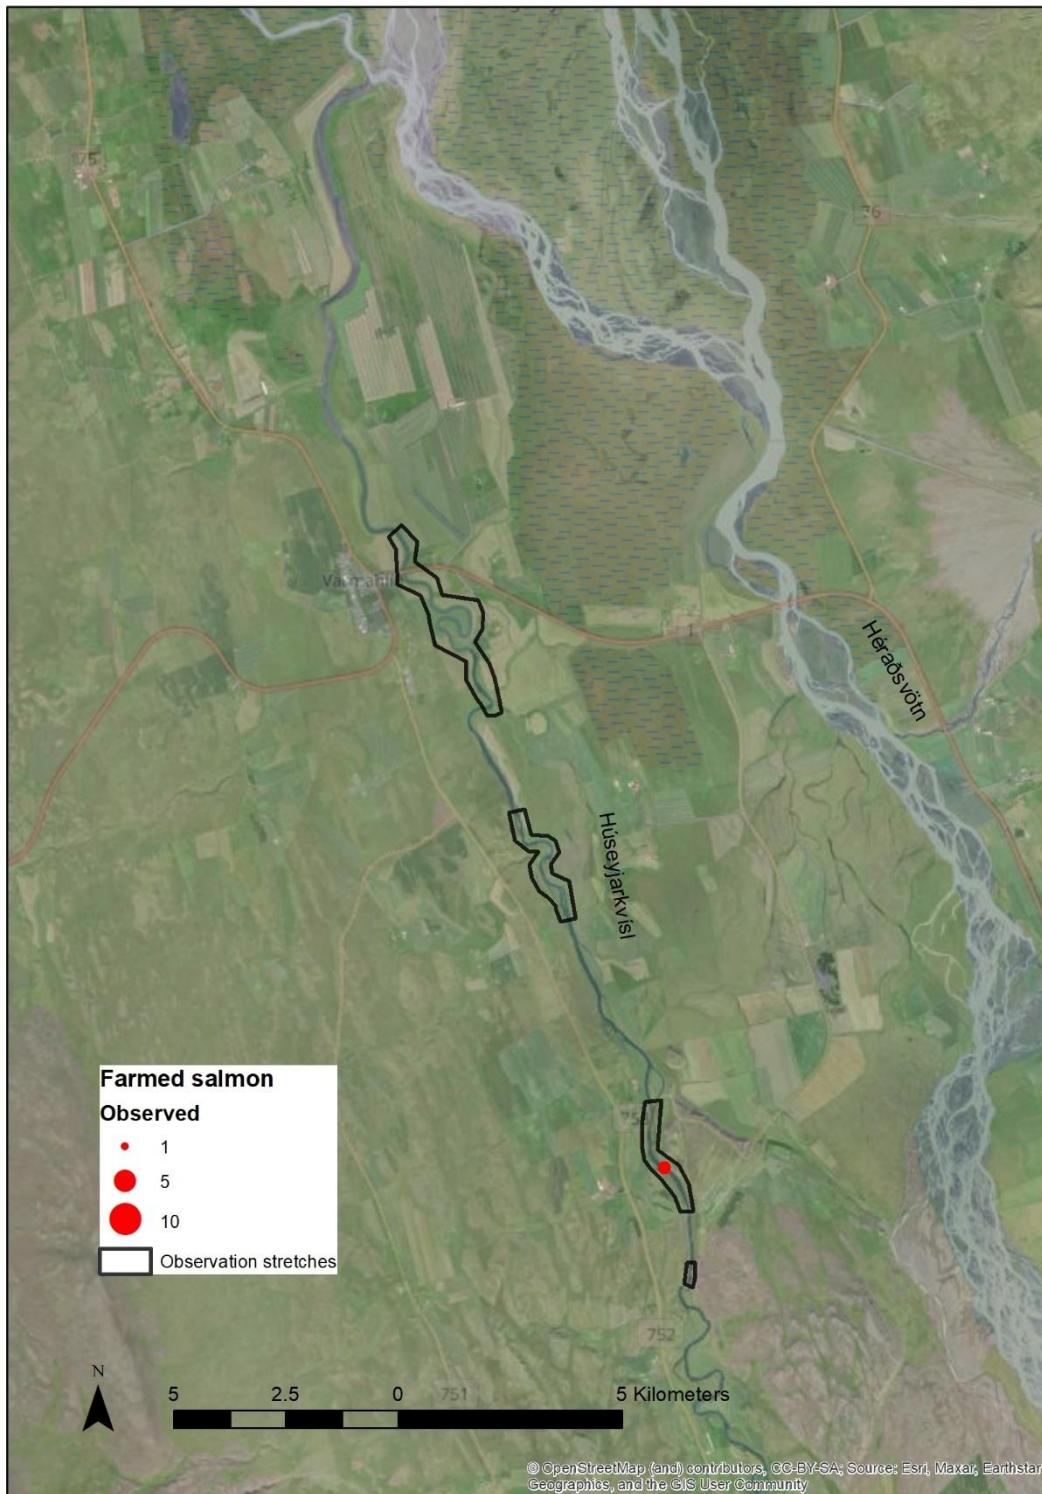 75
76
Varmahlíð
1
Héraðsvötn
Húseyjarkvísl
Farmed salmon
Observed
1
5
10
Observation stretches
752
N
5 2.5 0 5 Kilometers
751
© OpenStreetMap (and) contributors, CC-BY-SA, Source: Esri, Maxar, Earthstar
Geographics, and the GIS User Community